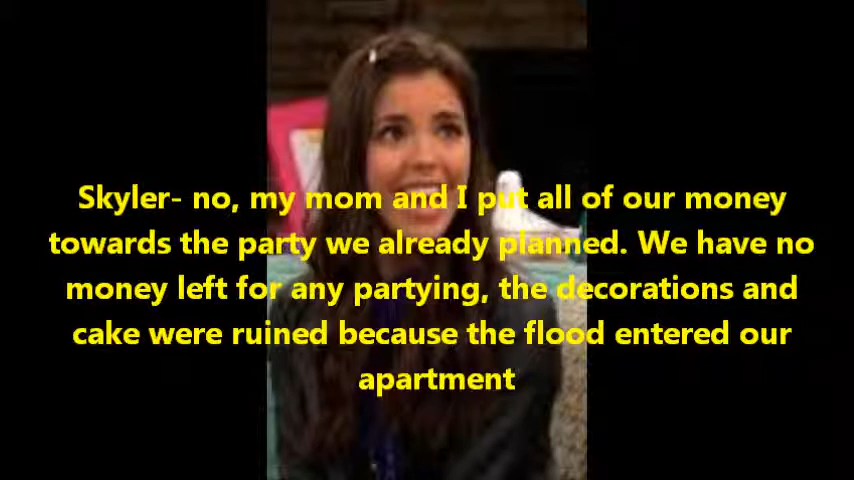 Skyler- no, my mom and I put all of our money
towards the party we already planned. We have no
money left for any partying, the decorations and
cake were ruined because the flood entered our
apartment